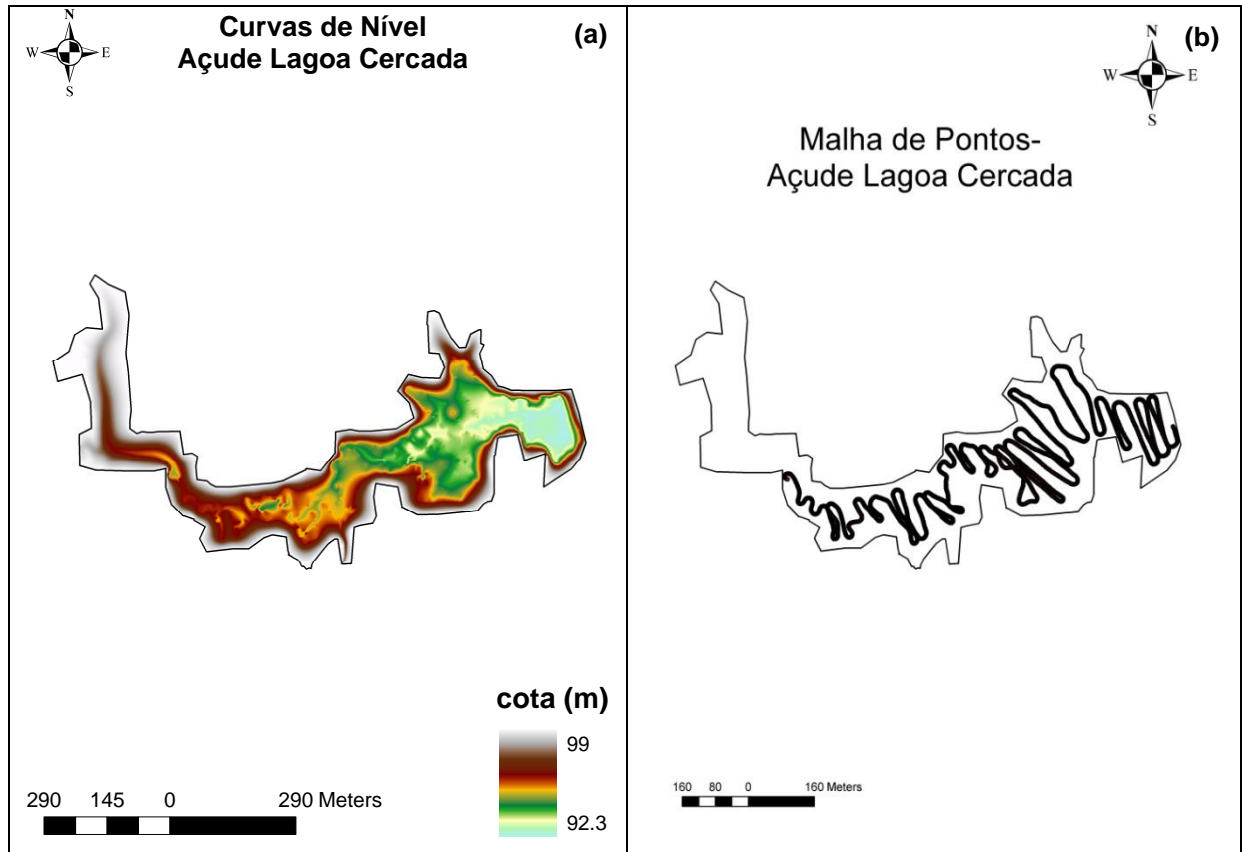 N
W E
S
Curvas de Nível
Açude Lagoa Cercada
(a)
cota (m)
99
92.3
290 145 0 290 Meters
(b)
N
W E
S
Malha de Pontos-
Açude Lagoa Cercada
160 80 0 160 Meters